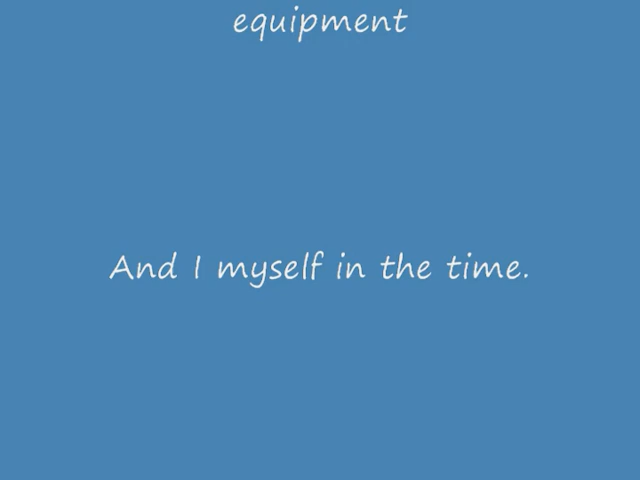 equipment
And I myself in the time.